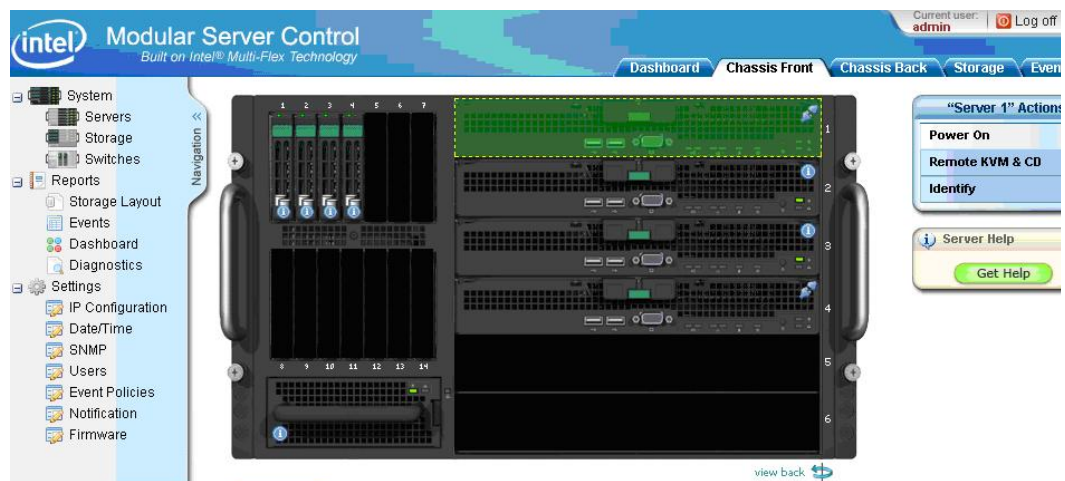 Current user:
admin
Log off
intel
Modular Server Control
Built on Intel® Multi-Flex Technology
Dashboard
Chassis Front
Chassis Back
Storage
Even
System
Servers
Storage
Switches
Reports
Storage Layout
Events
Dashboard
Diagnostics
Settings
IP Configuration
Date/Time
SNMP
Users
Event Policies
Notification
Firmware
«
Navigation
1 2 3 4 5 6 7
8 9 10 11 12 13 14
1
2
3
4
5
6
view back
"Server 1" Actions
Power On
Remote KVM & CD
Identify
Server Help
Get Help